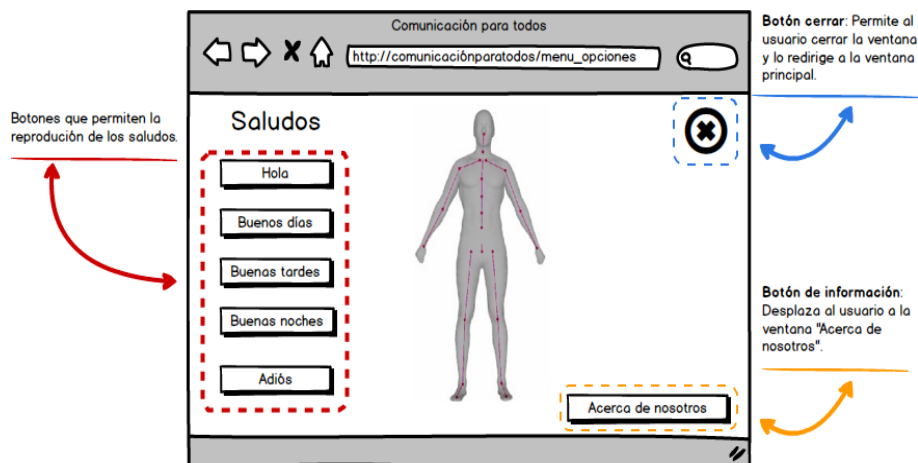 Comunicación para todos
http://comunicaciónparatodos/menu_opciones
Botón cerrar: Permite al
usuario cerrar la ventana
y lo redirige a la ventana
principal.
Botones que permiten la
reprodución de los saludos.
Saludos
Hola
Buenos días
Buenas tardes
Buenas noches
Adiós
Botón de información:
Desplaza al usuario a la
ventana "Acerca de
nosotros".
Acerca de nosotros